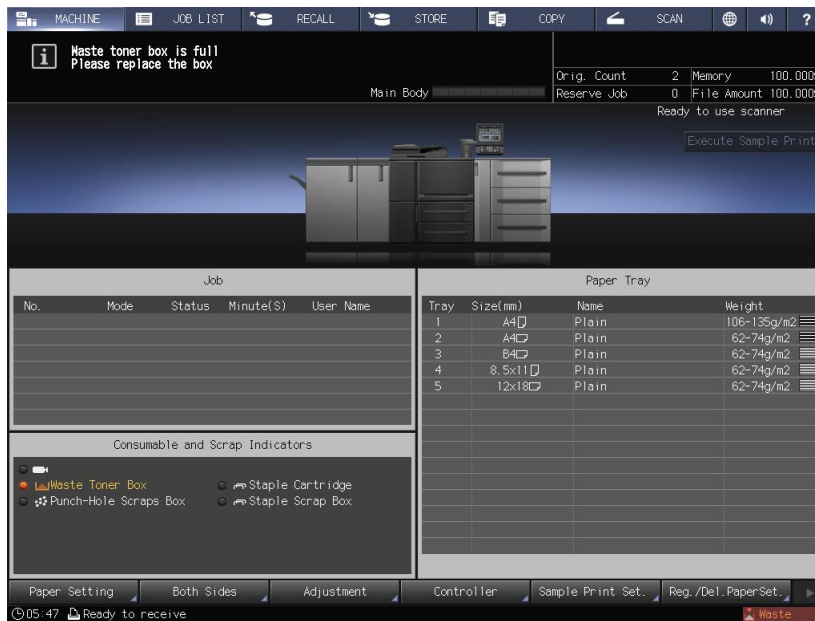 MACHINE JOB LIST RECALL STORE COPY SCAN ?
Waste toner box is full
Please replace the box
Main Body
Orig. Count 2 Memory 100.000%
Reserve Job 0 File Amount 100.000%
Ready to use scanner
Execute Sample Print
Job
No. Mode Status Minute(S) User Name
Consumable and Scrap Indicators
Waste Toner Box Staple Cartridge
Punch-Hole Scraps Box Staple Scrap Box
Paper Tray
Tray Size(mm) Name Weight
1 A4 Plain 106-135g/m2
2 A4 Plain 62-74g/m2
3 B4 Plain 62-74g/m2
4 8.5x11 Plain 62-74g/m2
5 12x18 Plain 62-74g/m2
Paper Setting Both Sides Adjustment Controller Sample Print Set. Reg./Del.PaperSet.
05:47 Ready to receive Waste